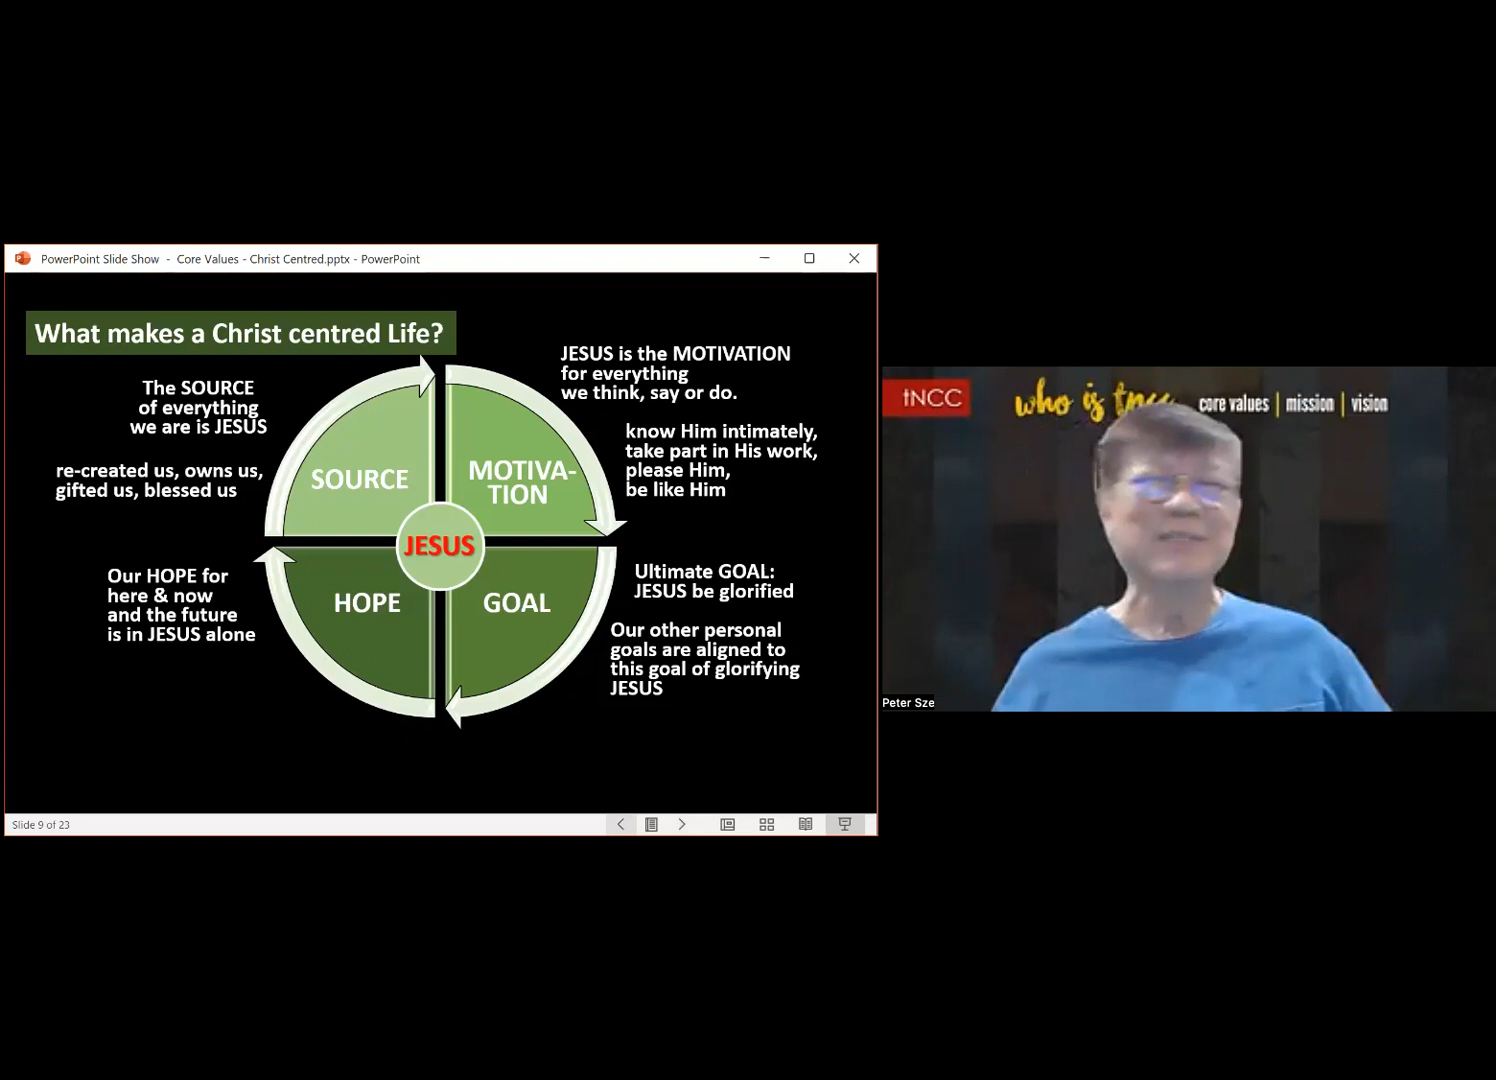 PowerPoint Slide Show - Core Values - Christ Centred.pptx - PowerPoint
What makes a Christ centred Life?
The SOURCE
of everything
we are is JESUS
re-created us, owns us,
gifted us, blessed us
JESUS is the MOTIVATION
for everything
we think, say or do.
know Him intimately,
take part in His work,
please Him,
be like Him
SOURCE
MOTIVA-
TION
JESUS
HOPE
GOAL
Our HOPE for
here & now
and the future
is in JESUS alone
Ultimate GOAL:
JESUS be glorified
Our other personal
goals are aligned to
this goal of glorifying
JESUS
Slide 9 of 23
tNCC
who is tncc
core values | mission | vision
Peter Sze